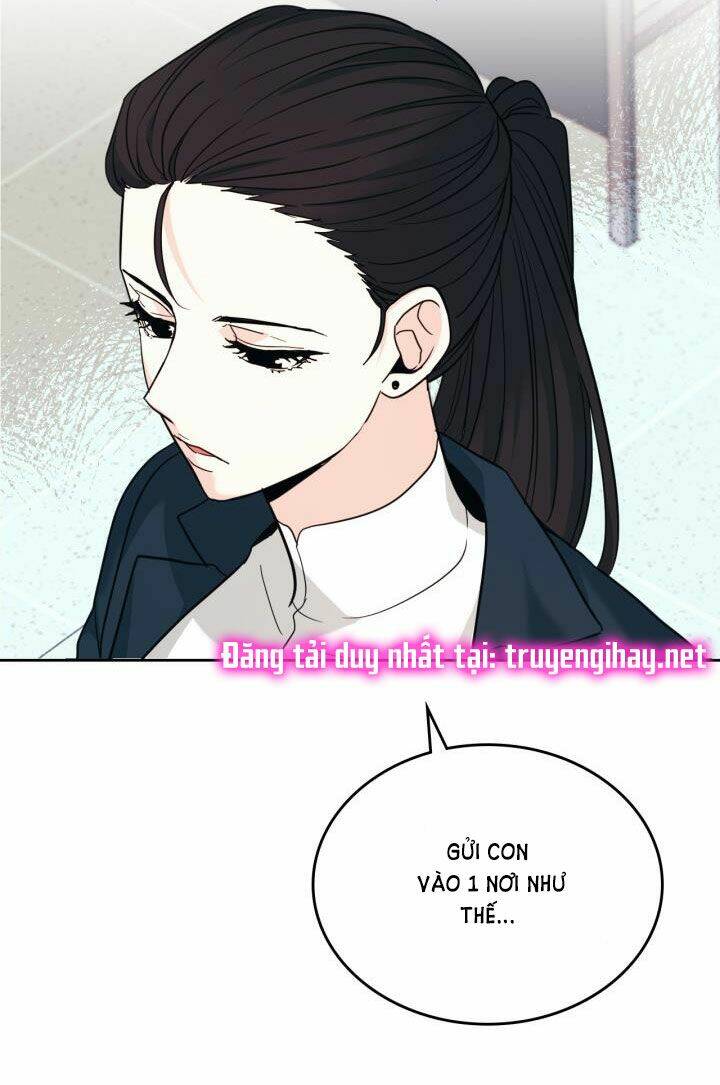 Đăng tải duy nhất tại: truyengihay.net
GỬI CON
VÀO 1 NƠI NHƯ
THẾ...